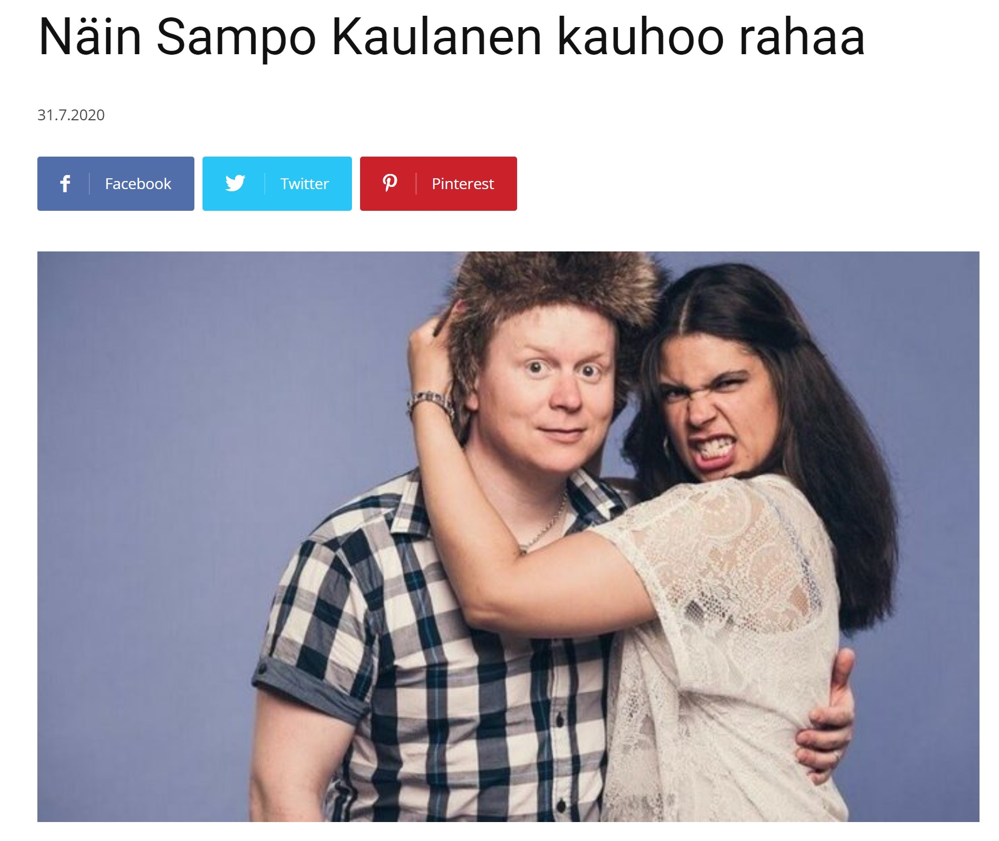 Näin Sampo Kaulanen kauhoo rahaa
31.7.2020
Facebook
Twitter
Pinterest